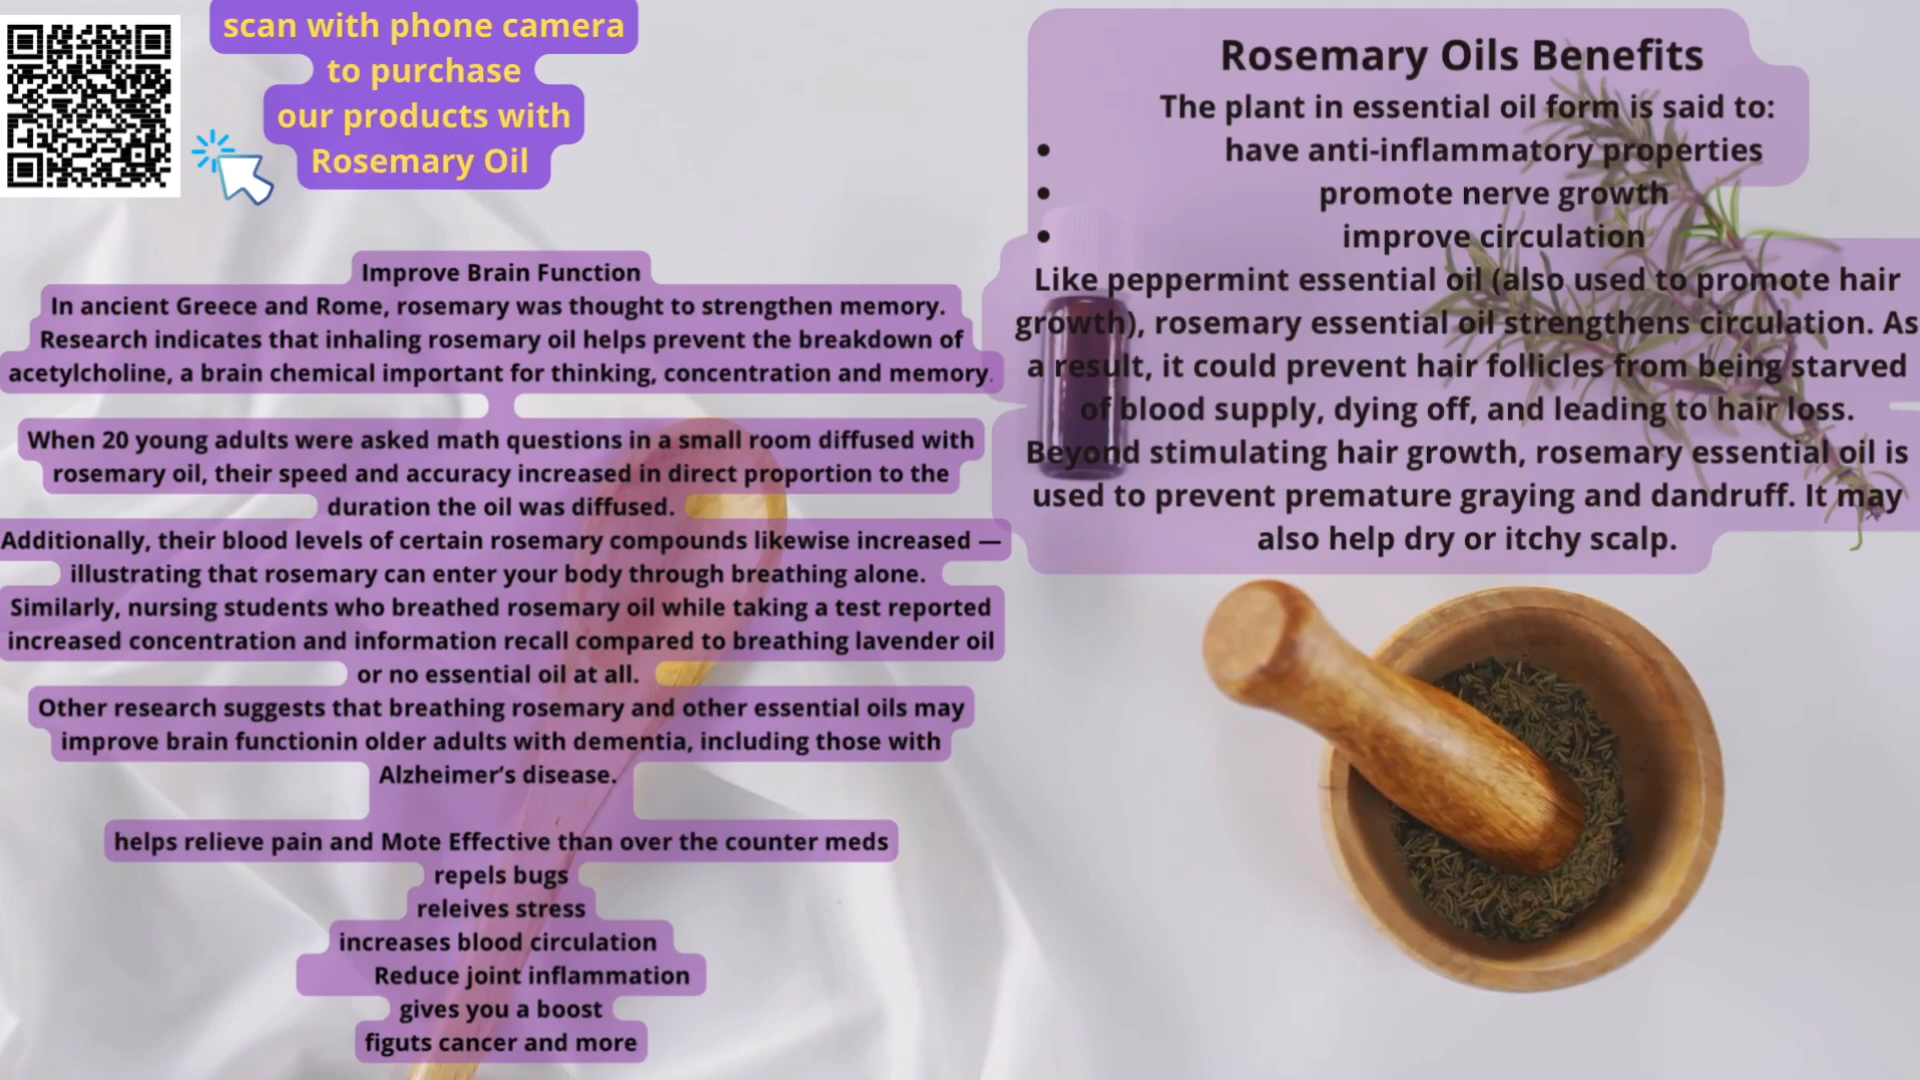 scan with phone camera
to purchase
our products with
Rosemary Oil
Improve Brain Function
In ancient Greece and Rome, rosemary was thought to strengthen memory.
Research indicates that inhaling rosemary oil helps prevent the breakdown of
acetylcholine, a brain chemical important for thinking, concentration and memory.
When 20 young adults were asked math questions in a small room diffused with
rosemary oil, their speed and accuracy increased in direct proportion to the
duration the oil was diffused.
Additionally, their blood levels of certain rosemary compounds likewise increased —
illustrating that rosemary can enter your body through breathing alone.
Similarly, nursing students who breathed rosemary oil while taking a test reported
increased concentration and information recall compared to breathing lavender oil
or no essential oil at all.
Other research suggests that breathing rosemary and other essential oils may
improve brain functionin older adults with dementia, including those with
Alzheimer’s disease.
helps relieve pain and Mote Effective than over the counter meds
repels bugs
releives stress
increases blood circulation
Reduce joint inflammation
gives you a boost
figuts cancer and more
Rosemary Oils Benefits
The plant in essential oil form is said to:
• have anti-inflammatory properties
• promote nerve growth
• improve circulation
Like peppermint essential oil (also used to promote hair
growth), rosemary essential oil strengthens circulation. As
a result, it could prevent hair follicles from being starved
of blood supply, dying off, and leading to hair loss.
Beyond stimulating hair growth, rosemary essential oil is
used to prevent premature graying and dandruff. It may
also help dry or itchy scalp.